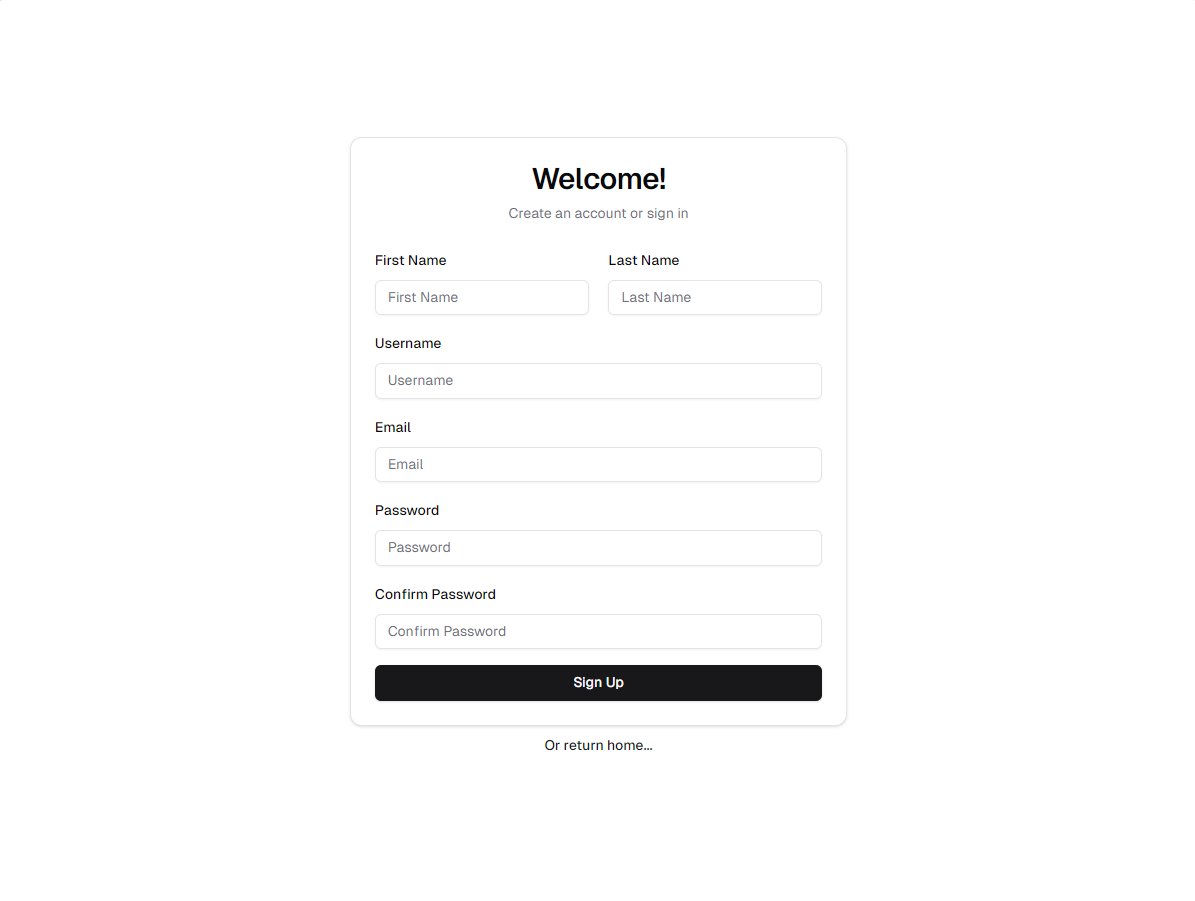 Welcome!
Create an account or sign in
First Name Last Name
First Name Last Name
Username
Username
Email
Email
Password
Password
Confirm Password
Confirm Password
Sign Up
Or return home...